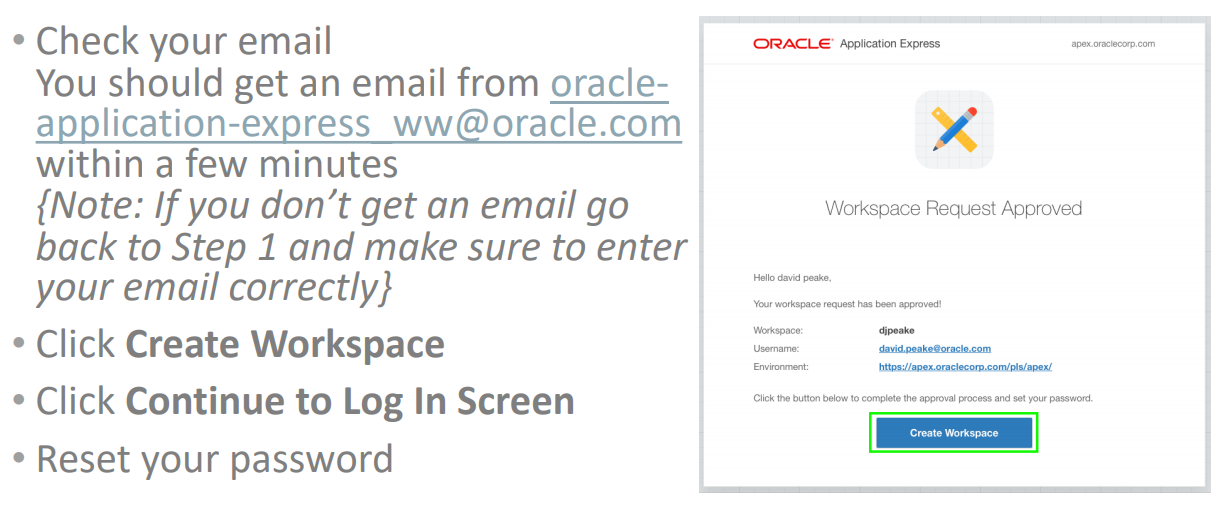 • Check your email
You should get an email from oracle-
application-express_ww@oracle.com
within a few minutes
{Note: If you don’t get an email go
back to Step 1 and make sure to enter
your email correctly}
• Click Create Workspace
• Click Continue to Log In Screen
• Reset your password
ORACLE® Application Express apex.oraclecorp.com
Workspace Request Approved
Hello david peake,
Your workspace request has been approved!
Workspace: djpeake
Username: david.peake@oracle.com
Environment: https://apex.oraclecorp.com/pls/apex/
Click the button below to complete the approval process and set your password.
Create Workspace